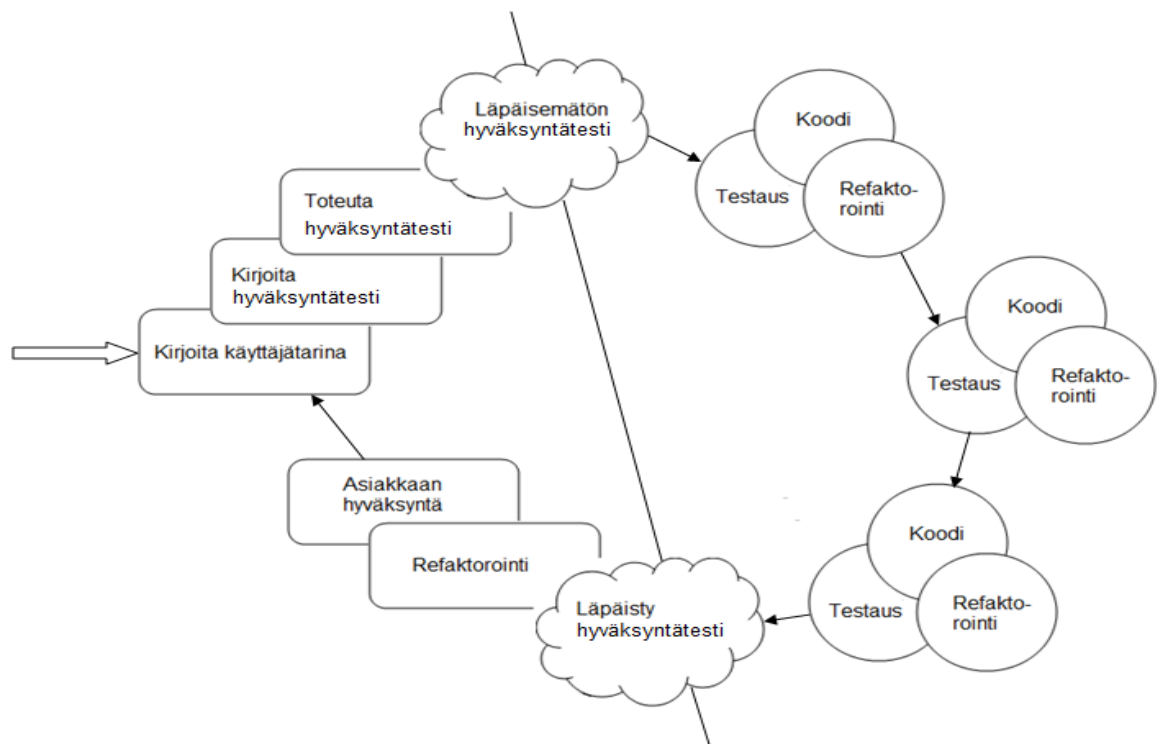 Läpäisemätön
hyväksyntätesti
Koodi
Testaus
Refakto-
rointi
Toteuta
hyväksyntätesti
Kirjoita
hyväksyntätesti
Kirjoita käyttäjätarina
Koodi
Testaus
Refakto-
rointi
Asiakkaan
hyväksyntä
Refaktorointi
Koodi
Testaus
Refakto-
rointi
Läpäisty
hyväksyntätesti